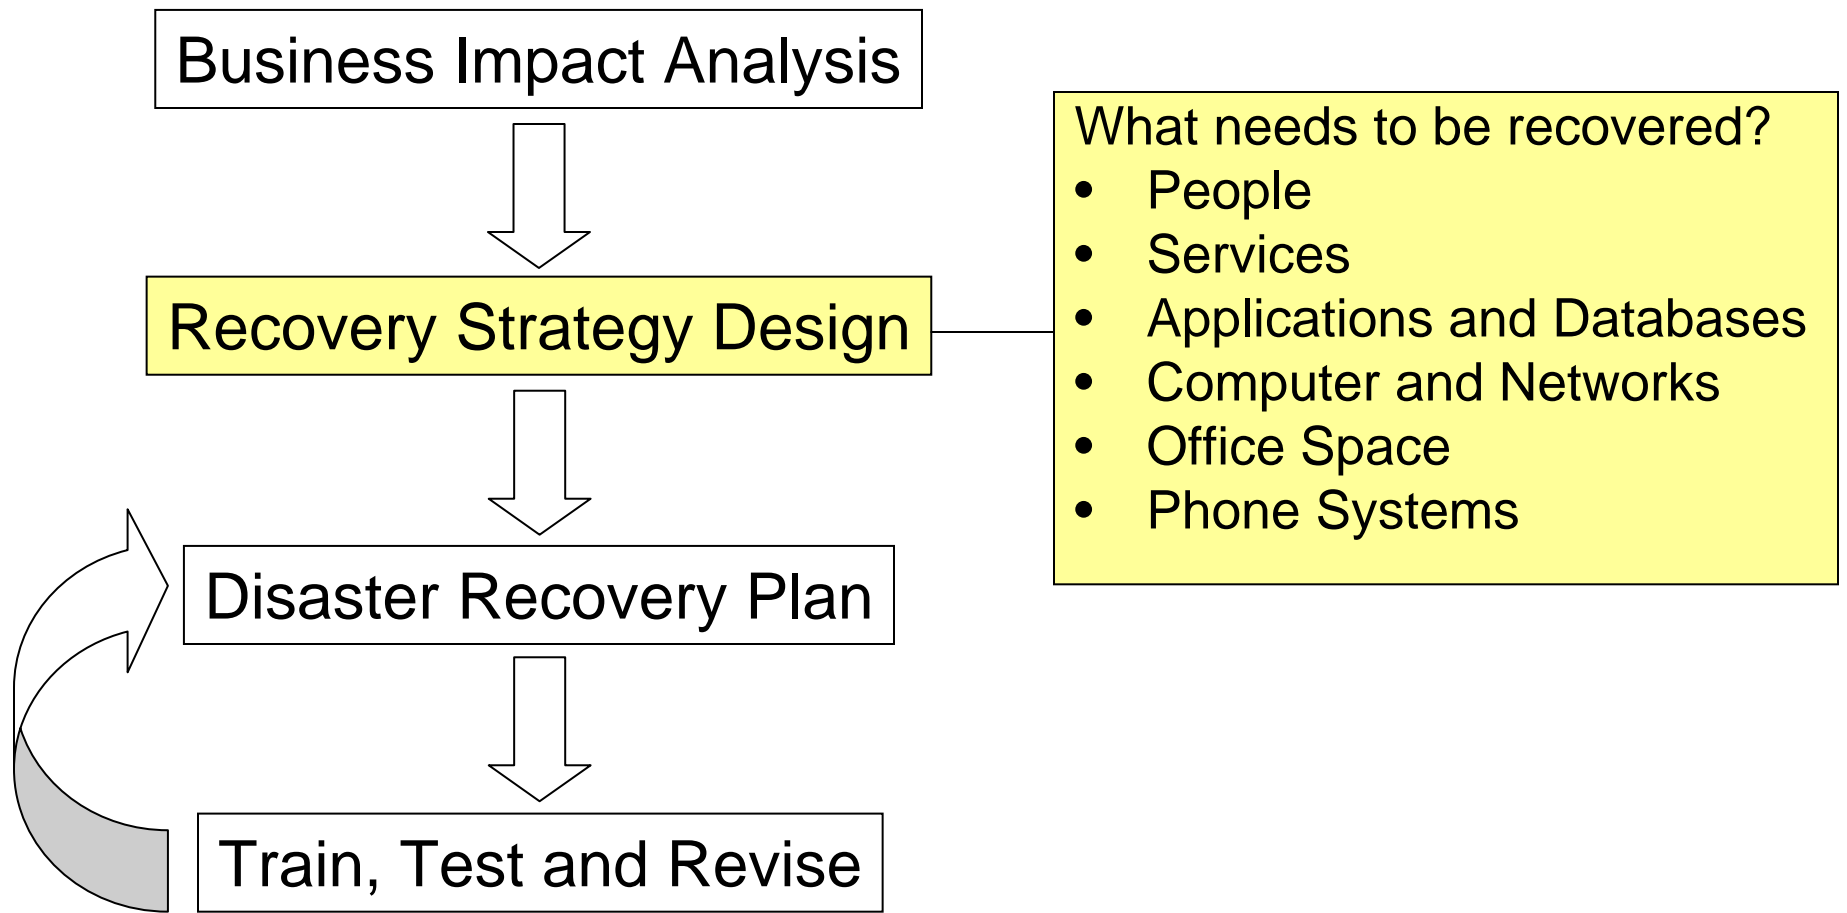 Business Impact Analysis
Recovery Strategy Design
What needs to be recovered?
• People
• Services
• Applications and Databases
• Computer and Networks
• Office Space
• Phone Systems
Disaster Recovery Plan
Train, Test and Revise